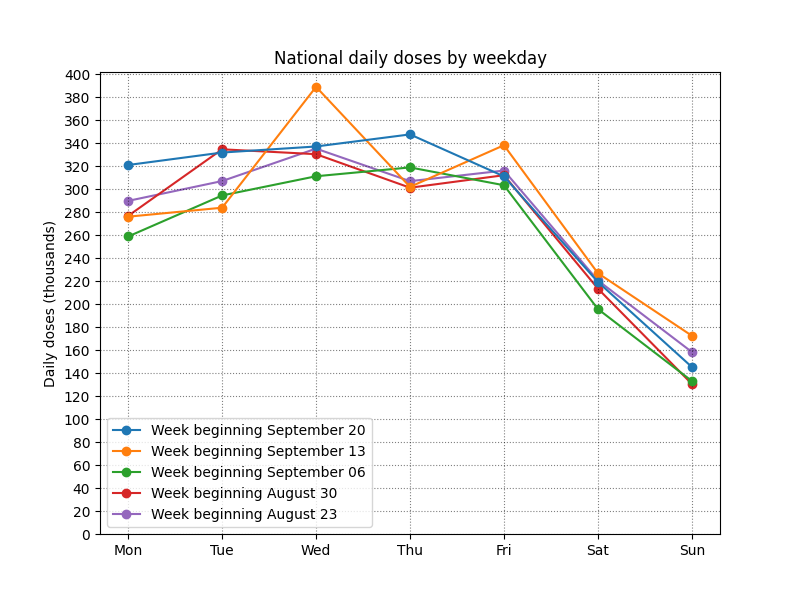 National daily doses by weekday
Daily doses (thousands)
400
380
360
340
320
300
280
260
240
220
200
180
160
140
120
100
80
60
40
20
0
Week beginning September 20
Week beginning September 13
Week beginning September 06
Week beginning August 30
Week beginning August 23
Mon Tue Wed Thu Fri Sat Sun